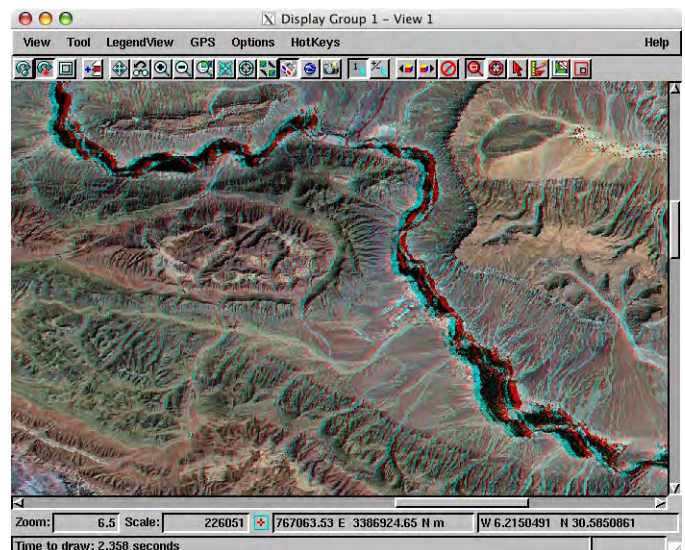 Display Group 1 - View 1
View Tool LegendView GPS Options HotKeys Help
1
Zoom: 6.5 Scale: 226051 767063.53 E 3386924.65 N m W 6.2150491 N 30.5850861
Time to draw: 2.358 seconds